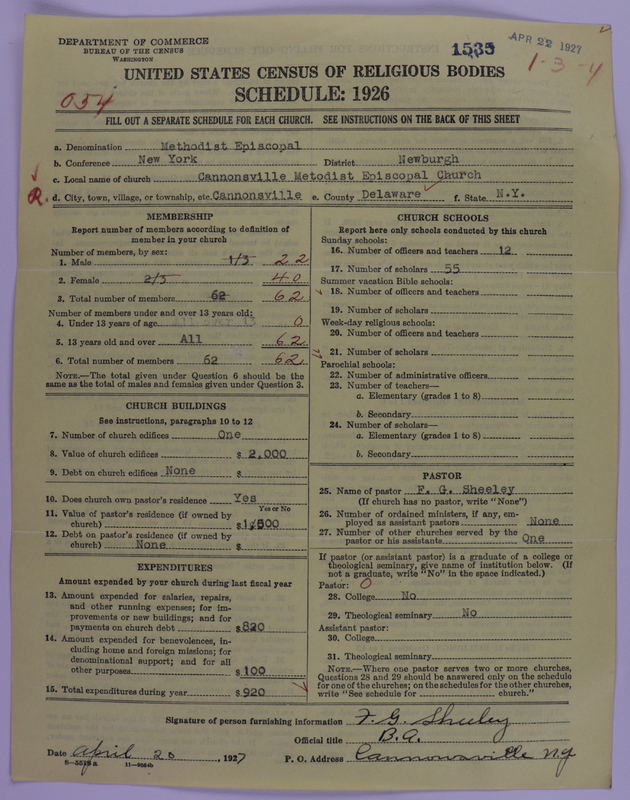 DEPARTMENT OF COMMERCE
BUREAU OF THE CENSUS
WASHINGTON
1535
APR 22 1927
1-3-4
UNITED STATES CENSUS OF RELIGIOUS BODIES
SCHEDULE: 1926
054
FILL OUT A SEPARATE SCHEDULE FOR EACH CHURCH. SEE INSTRUCTIONS ON THE BACK OF THIS SHEET
a. Denomination Methodist Episcopal
b. Conference New York District Newburgh
c. Local name of church Cannonsville Metodist Episcopal Church
R. d. City, town, village, or township, etc. Cannonsville e. County Delaware f. State N.Y.
MEMBERSHIP
Report number of members according to definition of
member in your church
Number of members, by sex:
1. Male 1/3 22
2. Female 2/3 40
3. Total number of members 62 62
Number of members under and over 13 years old:
4. Under 13 years of age 0
5. 13 years old and over All 62
6. Total number of members 62 62
NOTE.—The total given under Question 6 should be
same as the total of males and females given under Question 3.
CHURCH BUILDINGS
See instructions, paragraphs 10 to 12
7. Number of church edifices One
8. Value of church edifices $ 2,000
9. Debt on church edifices None $
10. Does church own pastor's residence Yes
Yes or No
11. Value of pastor's residence (if owned by
church) $1,500
12. Debt on pastor's residence (if owned by
church) None $
EXPENDITURES
Amount expended by your church during last fiscal year
13. Amount expended for salaries, repairs,
and other running expenses; for im-
provements or new buildings; and for
payments on church debt $820
14. Amount expended for benevolences, in-
cluding home and foreign missions; for
denominational support; and for all
other purposes $100
15. Total expenditures during year $920
CHURCH SCHOOLS
Report here only schools conducted by this church
Sunday schools:
16. Number of officers and teachers 12
17. Number of scholars 55
Summer vacation Bible schools:
18. Number of officers and teachers
19. Number of scholars
Week-day religious schools:
20. Number of officers and teachers
21. Number of scholars
Parochial schools:
22. Number of administrative officers
23. Number of teachers—
a. Elementary (grades 1 to 8)
b. Secondary
24. Number of scholars—
a. Elementary (grades 1 to 8)
b. Secondary
PASTOR
25. Name of pastor F. G. Sheeley
(If church has no pastor, write "None")
26. Number of ordained ministers, if any, em-
ployed as assistant pastors None
27. Number of other churches served by the
pastor or his assistants One
If pastor (or assistant pastor) is a graduate of a college or
theological seminary, give name of institution below. (If
not a graduate, write "No" in the space indicated.)
Pastor: 0
28. College No
29. Theological seminary No
Assistant pastor:
30. College
31. Theological seminary
NOTE.—Where one pastor serves two or more churches,
Questions 28 and 29 should be answered only on the schedule
for one of the churches; on the schedules for the other churches,
write "See schedule for church."
Signature of person furnishing information F. G. Sheeley
Official title B.A.
Date April 20, 1927 P. O. Address Cannonsville NY